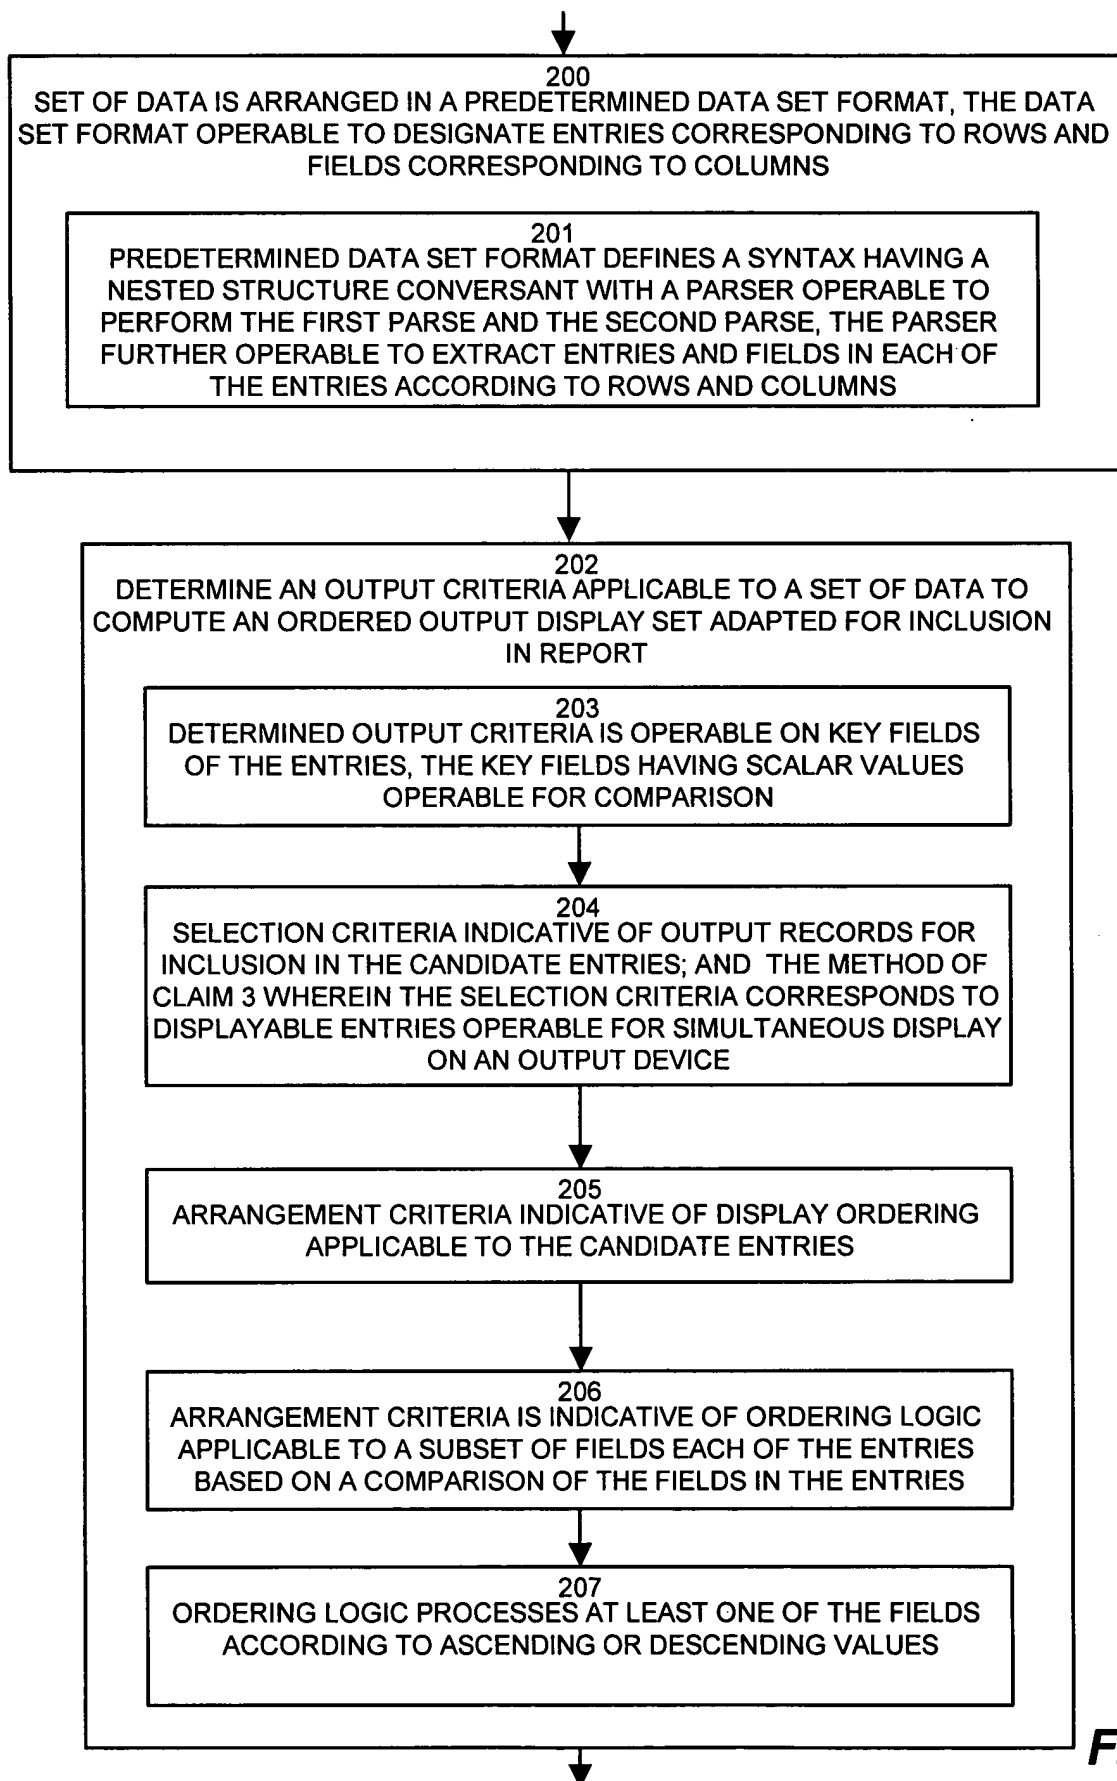 200
SET OF DATA IS ARRANGED IN A PREDETERMINED DATA SET FORMAT, THE DATA
SET FORMAT OPERABLE TO DESIGNATE ENTRIES CORRESPONDING TO ROWS AND
FIELDS CORRESPONDING TO COLUMNS
201
PREDETERMINED DATA SET FORMAT DEFINES A SYNTAX HAVING A
NESTED STRUCTURE CONVERSANT WITH A PARSER OPERABLE TO
PERFORM THE FIRST PARSE AND THE SECOND PARSE, THE PARSER
FURTHER OPERABLE TO EXTRACT ENTRIES AND FIELDS IN EACH OF
THE ENTRIES ACCORDING TO ROWS AND COLUMNS
202
DETERMINE AN OUTPUT CRITERIA APPLICABLE TO A SET OF DATA TO
COMPUTE AN ORDERED OUTPUT DISPLAY SET ADAPTED FOR INCLUSION
IN REPORT
203
DETERMINED OUTPUT CRITERIA IS OPERABLE ON KEY FIELDS
OF THE ENTRIES, THE KEY FIELDS HAVING SCALAR VALUES
OPERABLE FOR COMPARISON
204
SELECTION CRITERIA INDICATIVE OF OUTPUT RECORDS FOR
INCLUSION IN THE CANDIDATE ENTRIES; AND THE METHOD OF
CLAIM 3 WHEREIN THE SELECTION CRITERIA CORRESPONDS TO
DISPLAYABLE ENTRIES OPERABLE FOR SIMULTANEOUS DISPLAY
ON AN OUTPUT DEVICE
205
ARRANGEMENT CRITERIA INDICATIVE OF DISPLAY ORDERING
APPLICABLE TO THE CANDIDATE ENTRIES
206
ARRANGEMENT CRITERIA IS INDICATIVE OF ORDERING LOGIC
APPLICABLE TO A SUBSET OF FIELDS EACH OF THE ENTRIES
BASED ON A COMPARISON OF THE FIELDS IN THE ENTRIES
207
ORDERING LOGIC PROCESSES AT LEAST ONE OF THE FIELDS
ACCORDING TO ASCENDING OR DESCENDING VALUES